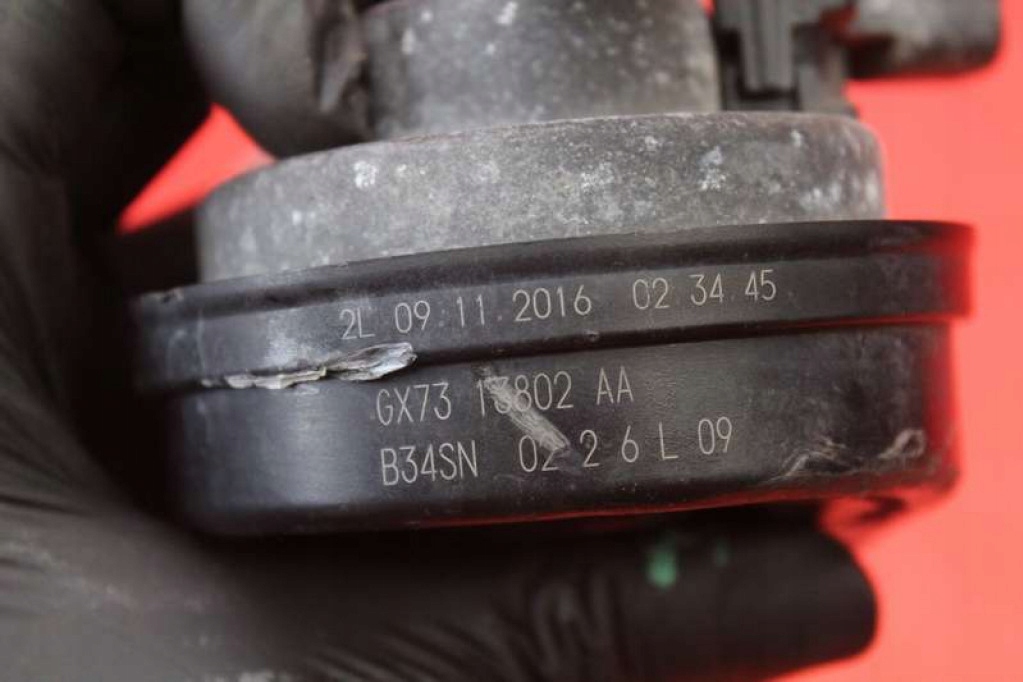 2L 09 11 2016 02 34 45
GX73 13802 AA
B34SN 02 2 6 L 09